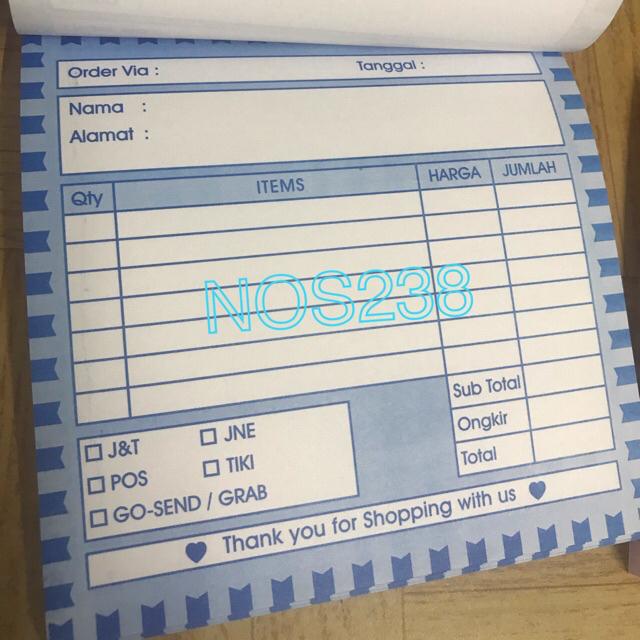 Order Via : Tanggal :
Nama :
Alamat :
Qty ITEMS HARGA JUMLAH
NOS238
Sub Total
Ongkir
Total
J&T JNE
POS TIKI
GO-SEND / GRAB
Thank you for Shopping with us